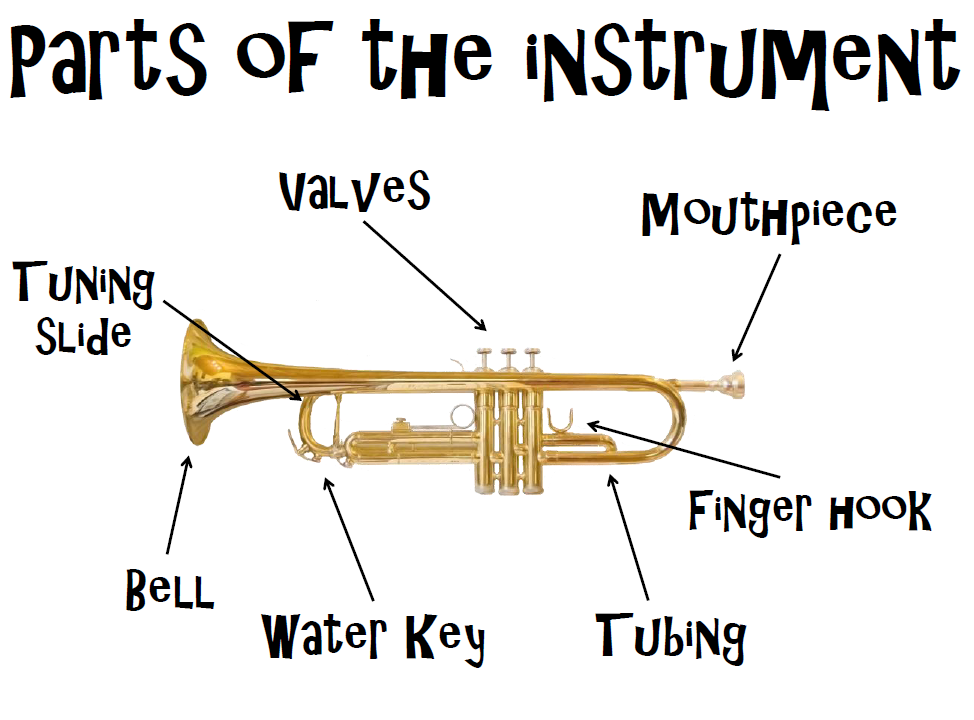 Parts of the Instrument
Valves
Mouthpiece
Tuning
Slide
Finger Hook
Bell
Water Key
Tubing